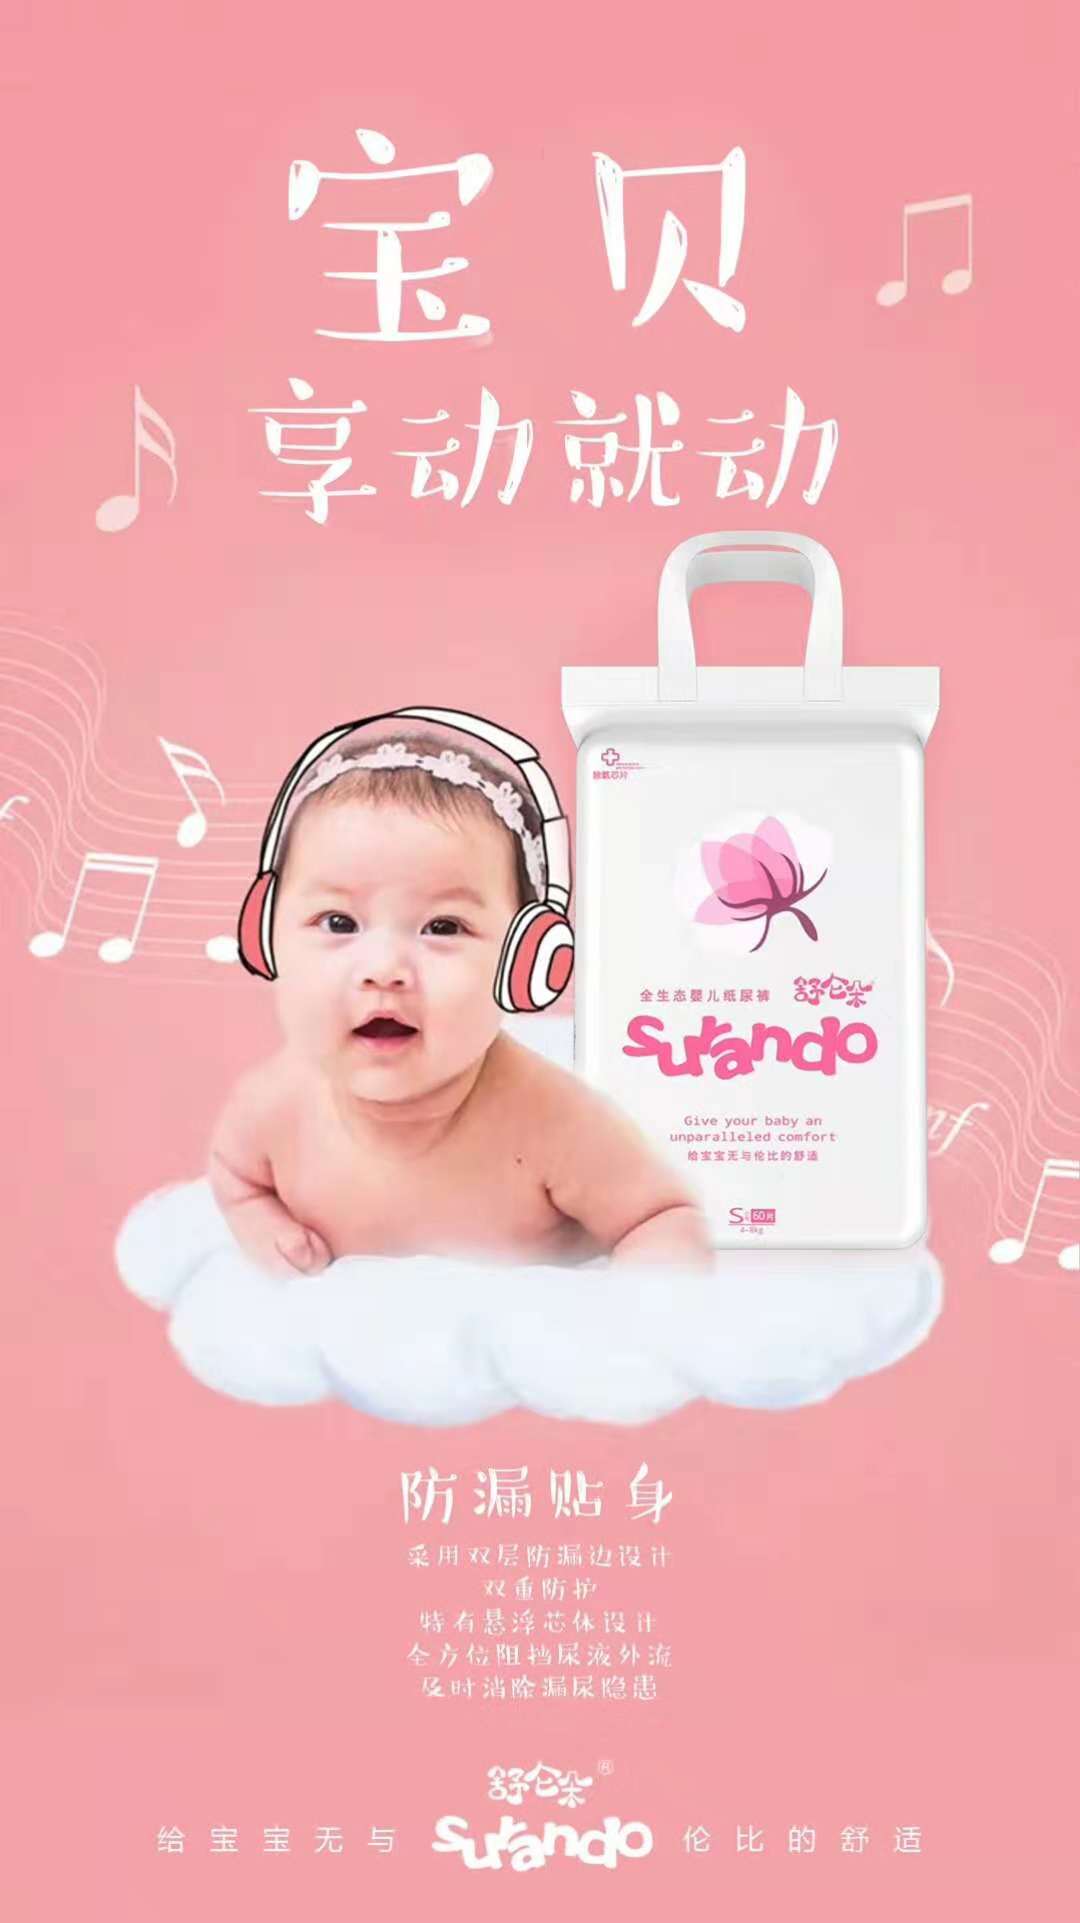 宝贝
享动就动
除氨芯片
全生态婴儿纸尿裤 舒仑朵
surando
Give your baby an
unparalleled comfort
给宝宝无与伦比的舒适
S 60片
4-8kg
防漏贴身
采用双层防漏边设计
双重防护
特有悬浮芯体设计
全方位阻挡尿液外流
及时消除漏尿隐患
舒仑朵®
给宝宝无与 surando 伦比的舒适